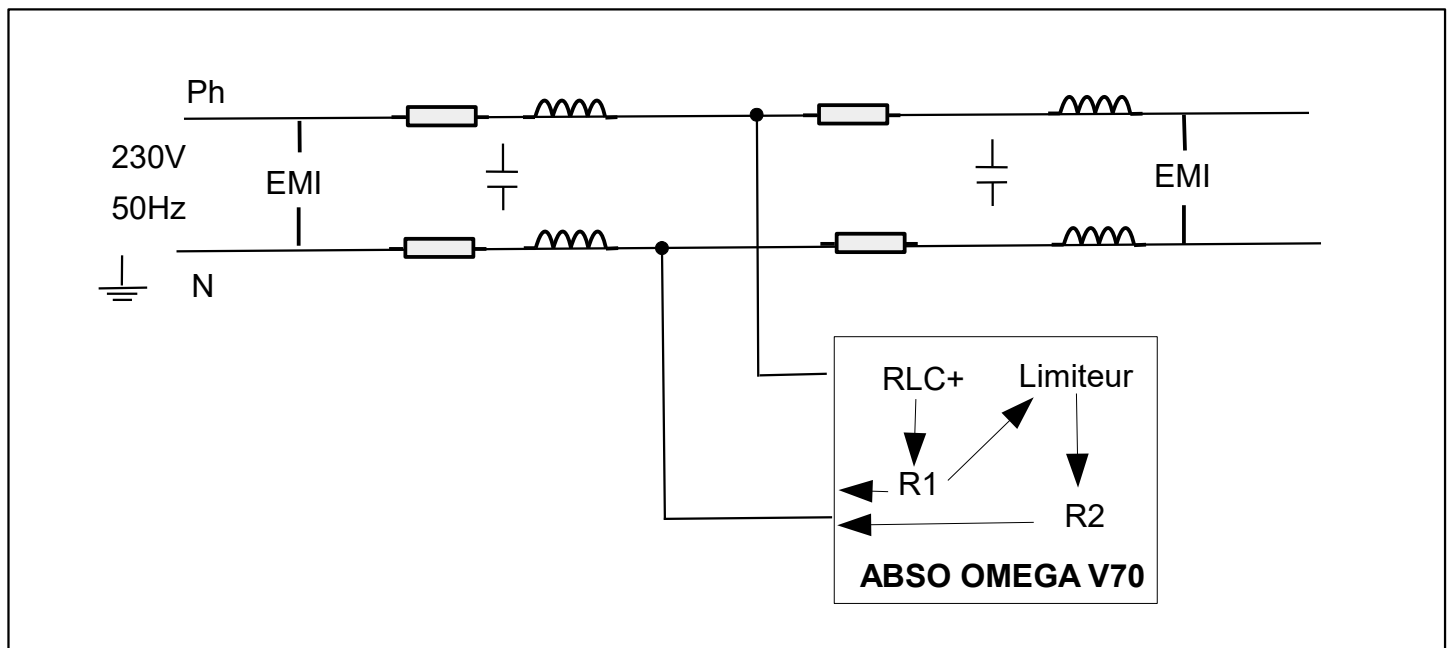 Ph
230V
EMI
EMI
50Hz
N
RLC+ Limiteur
R1
R2
ABSO OMEGA V70